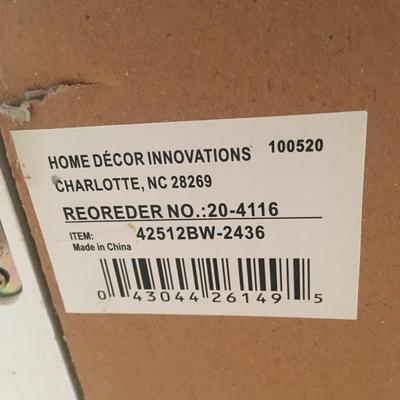 HOME DÉCOR INNOVATIONS 100520
CHARLOTTE, NC 28269
REOREDER NO.:20-4116
ITEM: 42512BW-2436
Made in China
0 43044 26149 5